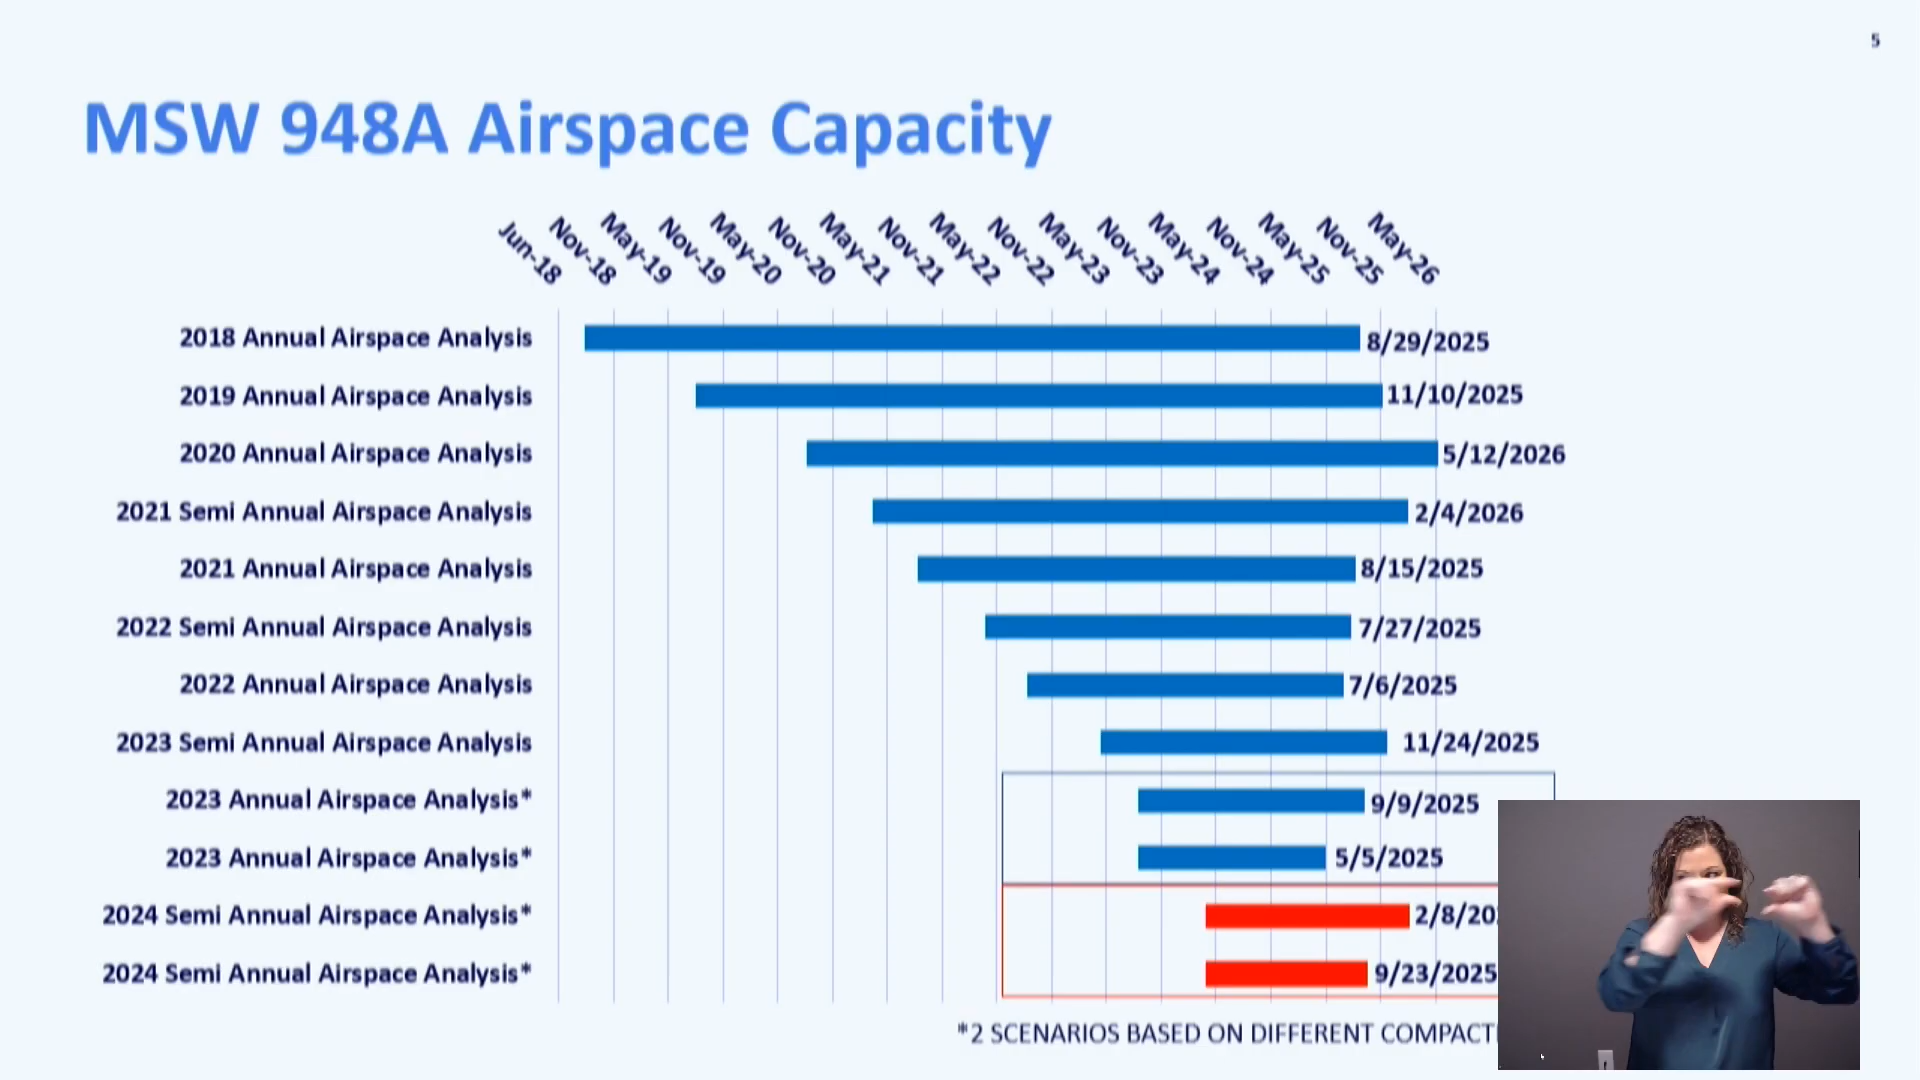 5
MSW 948A Airspace Capacity
Jun-18 Nov-18 May-19 Nov-19 May-20 Nov-20 May-21 Nov-21 May-22 Nov-22 May-23 Nov-23 May-24 Nov-24 May-25 Nov-25 May-26
2018 Annual Airspace Analysis 8/29/2025
2019 Annual Airspace Analysis 11/10/2025
2020 Annual Airspace Analysis 5/12/2026
2021 Semi Annual Airspace Analysis 2/4/2026
2021 Annual Airspace Analysis 8/15/2025
2022 Semi Annual Airspace Analysis 7/27/2025
2022 Annual Airspace Analysis 7/6/2025
2023 Semi Annual Airspace Analysis 11/24/2025
2023 Annual Airspace Analysis* 9/9/2025
2023 Annual Airspace Analysis* 5/5/2025
2024 Semi Annual Airspace Analysis* 2/8/20
2024 Semi Annual Airspace Analysis* 9/23/2025
*2 SCENARIOS BASED ON DIFFERENT COMPACT